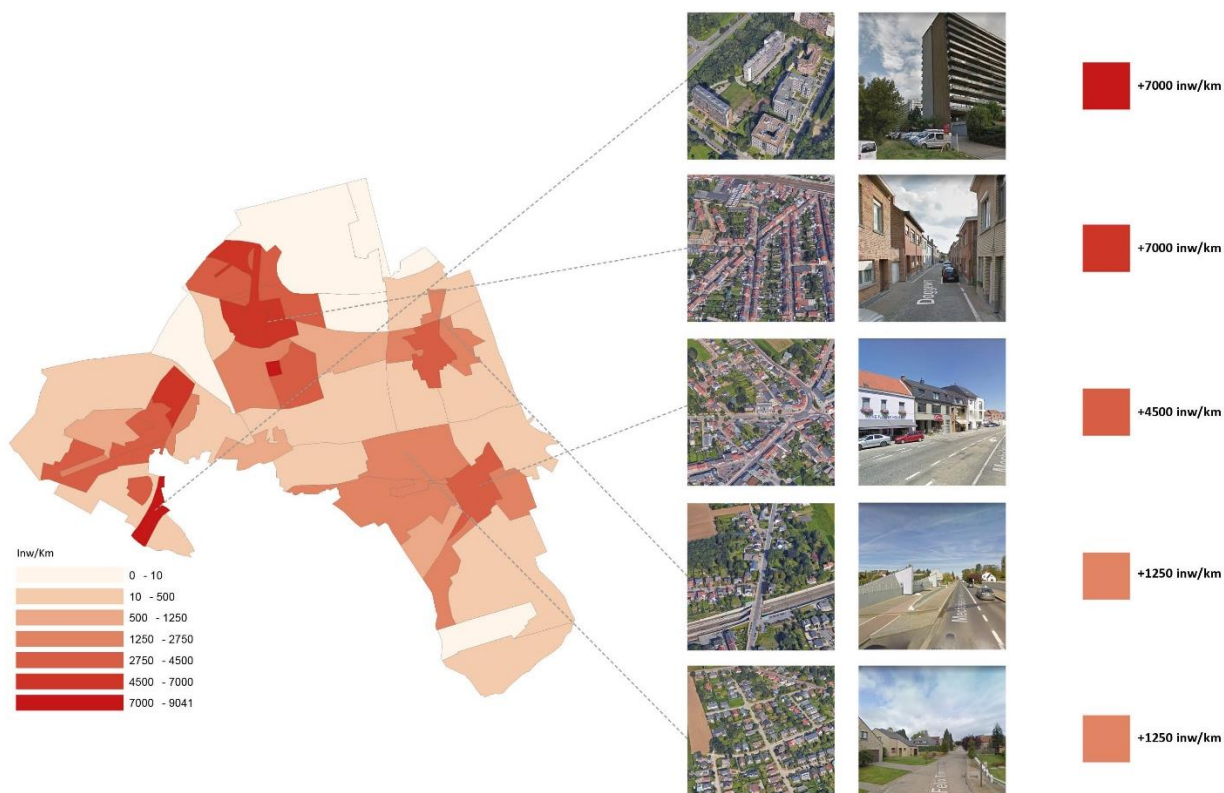 +7000 inw/km
Doggawe
+7000 inw/km
+4500 inw/km
Inw/Km
0 - 10
10 - 500
500 - 1250
1250 - 2750
2750 - 4500
4500 - 7000
7000 - 9041
+1250 inw/km
+1250 inw/km